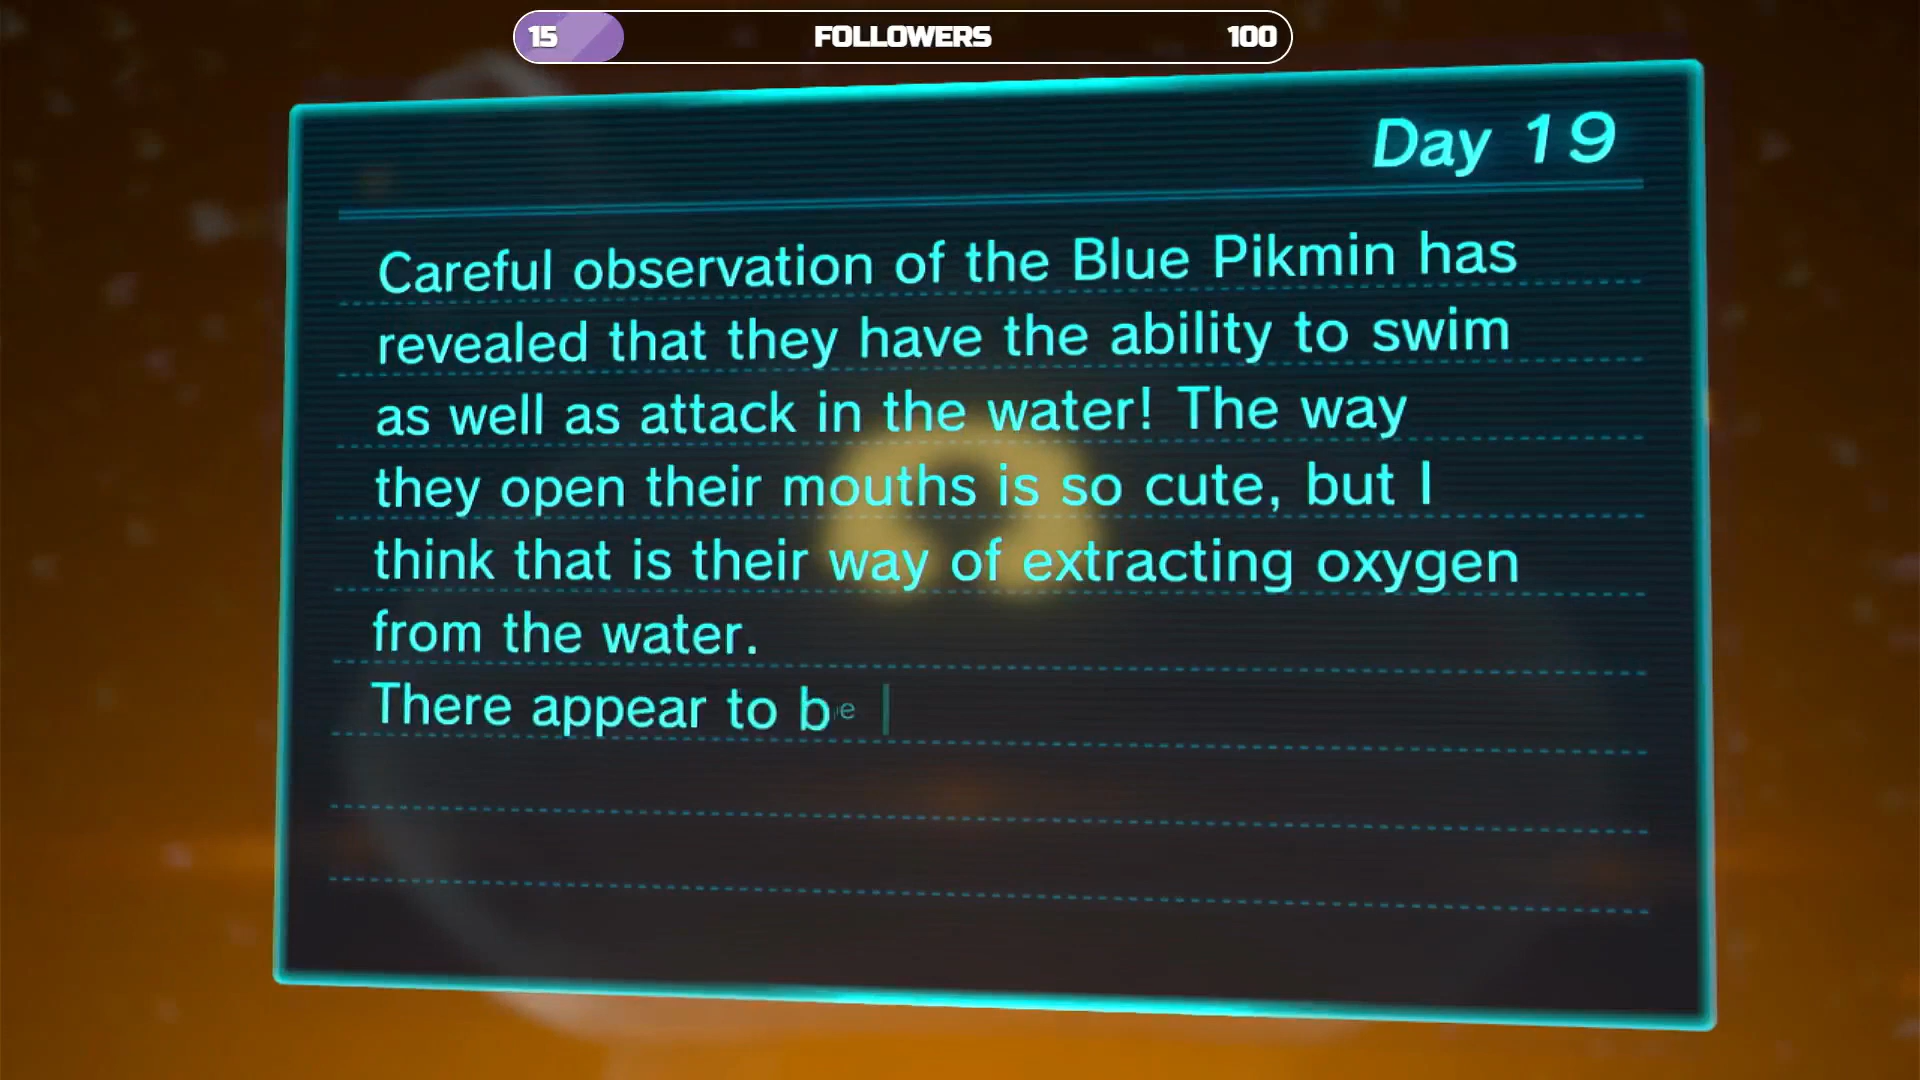 15 FOLLOWERS 100
Day 19
Careful observation of the Blue Pikmin has
revealed that they have the ability to swim
as well as attack in the water! The way
they open their mouths is so cute, but I
think that is their way of extracting oxygen
from the water.
There appear to be